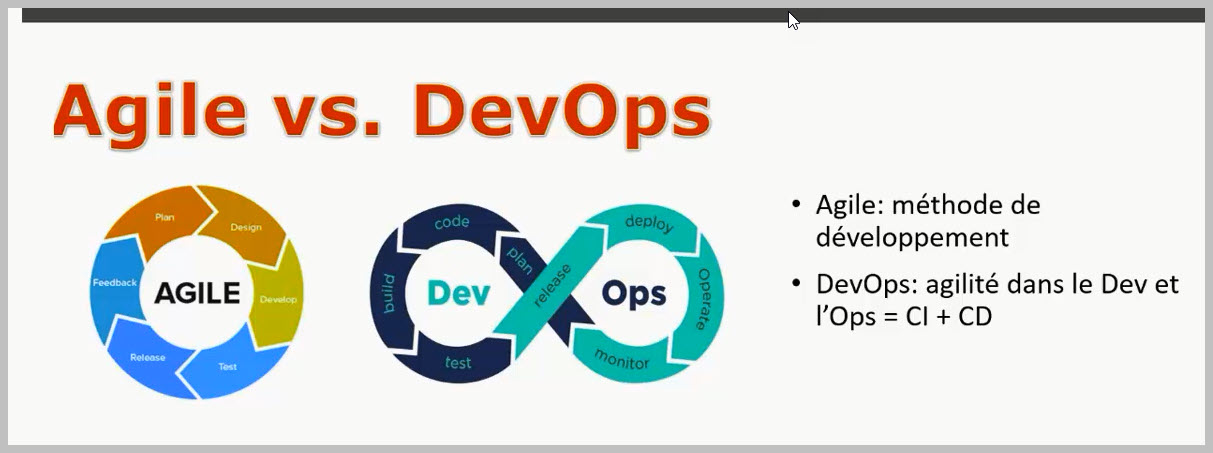 Agile vs. DevOps
Plan
Design
Develop
Test
Release
Feedback
AGILE
code
plan
build
test
Dev
release
deploy
Operate
monitor
Ops
• Agile: méthode de
développement
• DevOps: agilité dans le Dev et
l’Ops = CI + CD